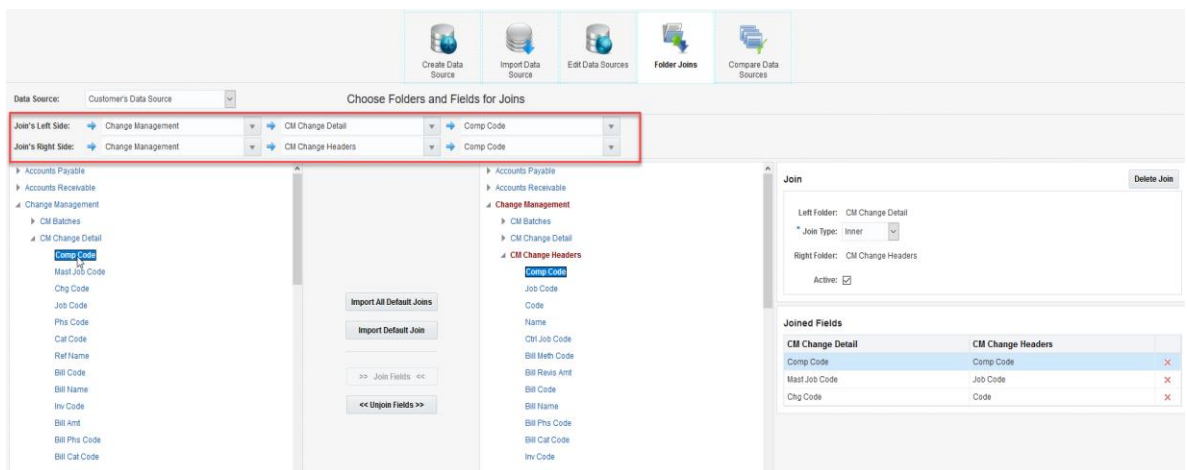 Create Data Source
Import Data Source
Edit Data Sources
Folder Joins
Compare Data Sources
Data Source: Customer's Data Source
Choose Folders and Fields for Joins
Join's Left Side: Change Management CM Change Detail Comp Code
Join's Right Side: Change Management CM Change Headers Comp Code
Accounts Payable
Accounts Receivable
Change Management
CM Batches
CM Change Detail
Comp Code
Mast Job Code
Chg Code
Job Code
Phs Code
Cat Code
Ref Name
Bill Code
Bill Name
Inv Code
Bill Amt
Bill Phs Code
Bill Cat Code
Import All Default Joins
Import Default Join
>> Join Fields <<
<< Unjoin Fields >>
Accounts Payable
Accounts Receivable
Change Management
CM Batches
CM Change Detail
CM Change Headers
Comp Code
Job Code
Code
Name
Ctrl Job Code
Bill Meth Code
Bill Revis Amt
Bill Code
Bill Name
Bill Phs Code
Bill Cat Code
Inv Code
Join
Delete Join
Left Folder: CM Change Detail
* Join Type: Inner
Right Folder: CM Change Headers
Active:
Joined Fields
CM Change Detail CM Change Headers
Comp Code Comp Code
Mast Job Code Job Code
Chg Code Code